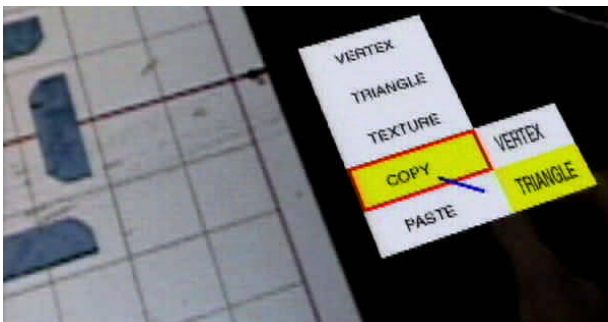 VERTEX
TRIANGLE
TEXTURE
COPY
PASTE
VERTEX
TRIANGLE